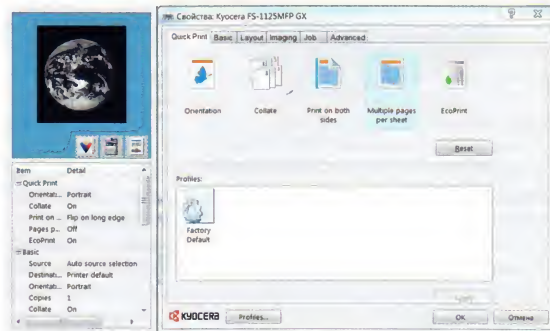 Свойства: Kyocera FS-1125MFP GX
Quick Print Basic Layout Imaging Job Advanced
Orientation Collate Print on both sides Multiple pages per sheet EcoPrint
Reset
Profiles:
Factory Default
KYOCERA Profiles... OK Отмена
Item Detail
Quick Print
Orientati... Portrait
Collate On
Print on ... Flip on long edge
Pages p... Off
EcoPrint On
Basic
Source Auto source selection
Destinati... Printer default
Orientati... Portrait
Copies 1
Collate On